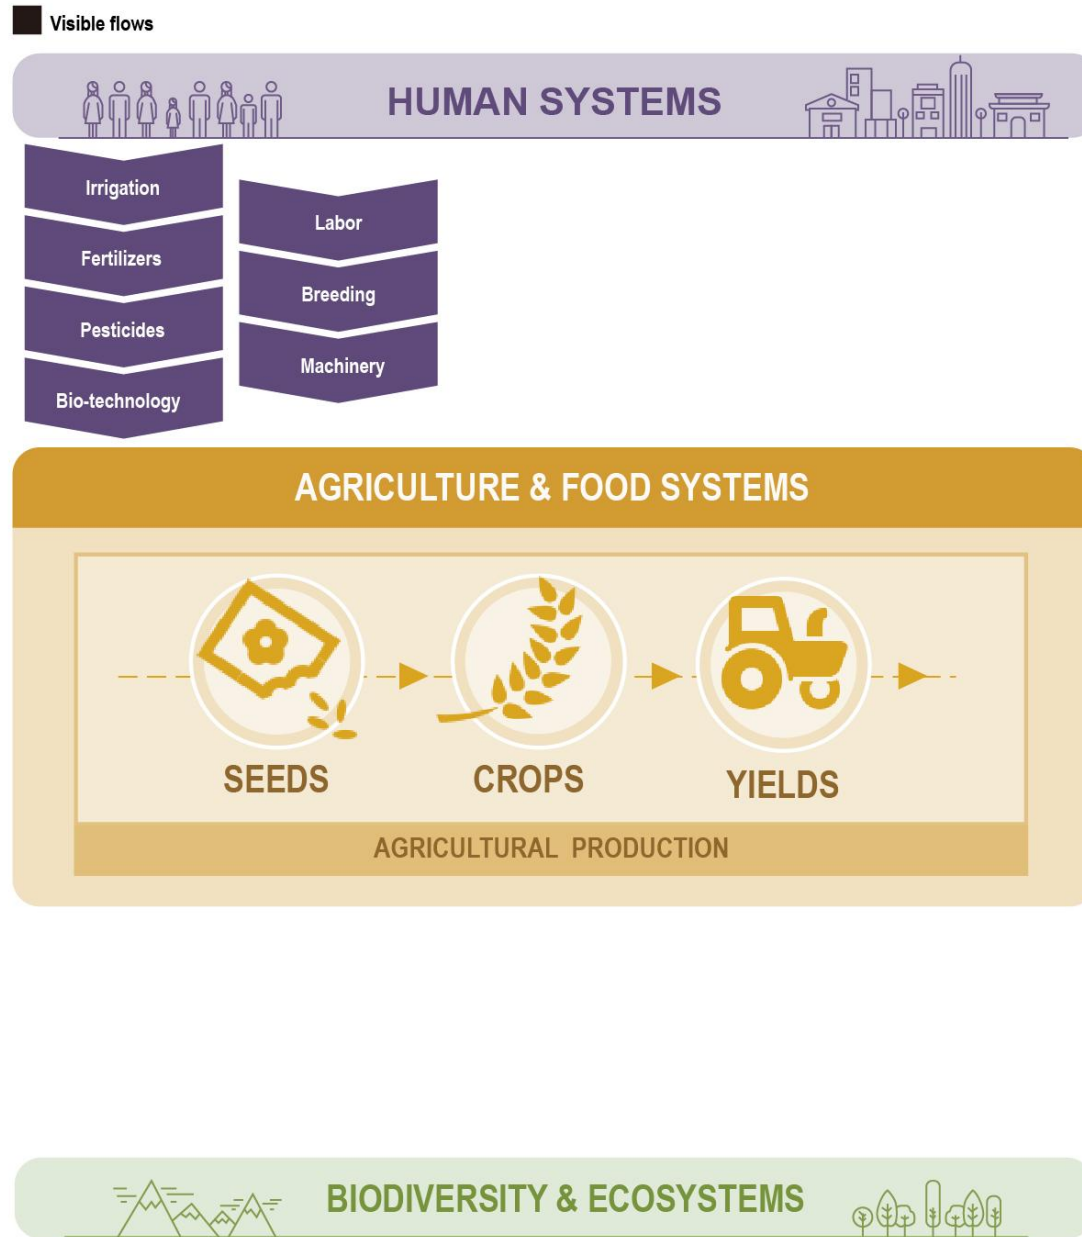 Visible flows
HUMAN SYSTEMS
Irrigation
Fertilizers
Pesticides
Bio-technology
Labor
Breeding
Machinery
AGRICULTURE & FOOD SYSTEMS
SEEDS
CROPS
YIELDS
AGRICULTURAL PRODUCTION
BIODIVERSITY & ECOSYSTEMS